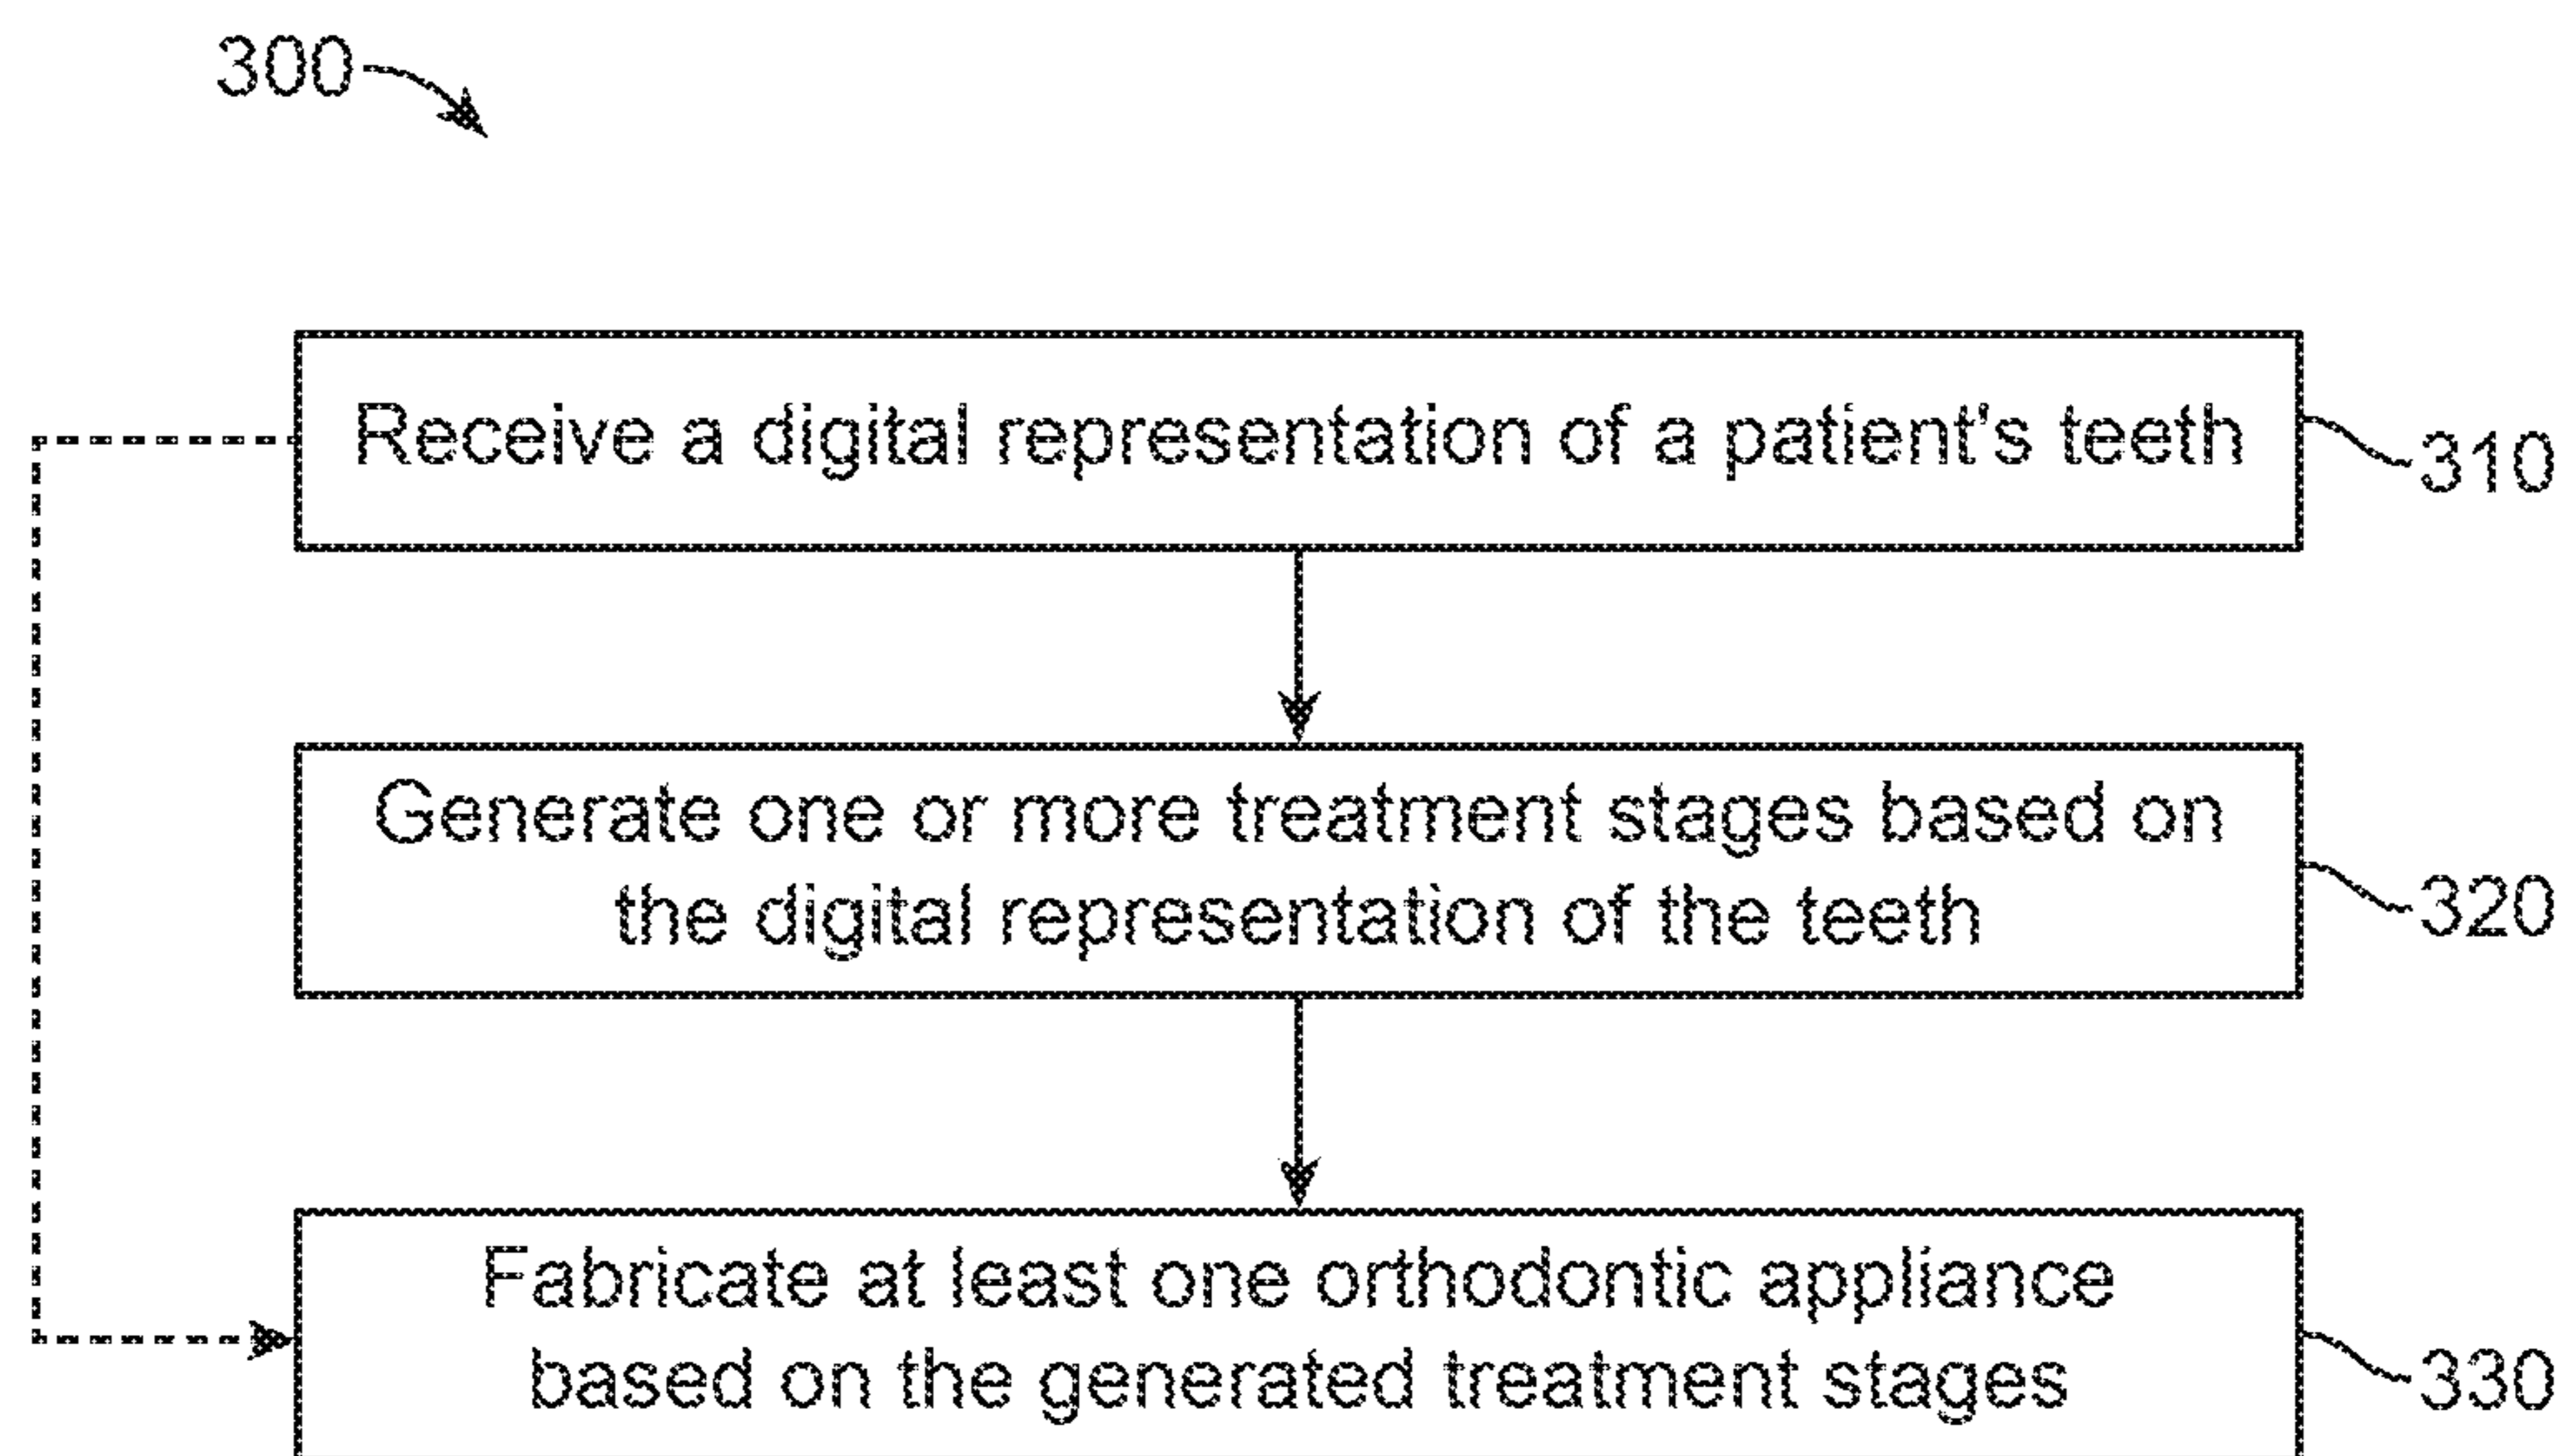 300
Receive a digital representation of a patient's teeth
310
Generate one or more treatment stages based on
the digital representation of the teeth
320
Fabricate at least one orthodontic appliance
based on the generated treatment stages
330